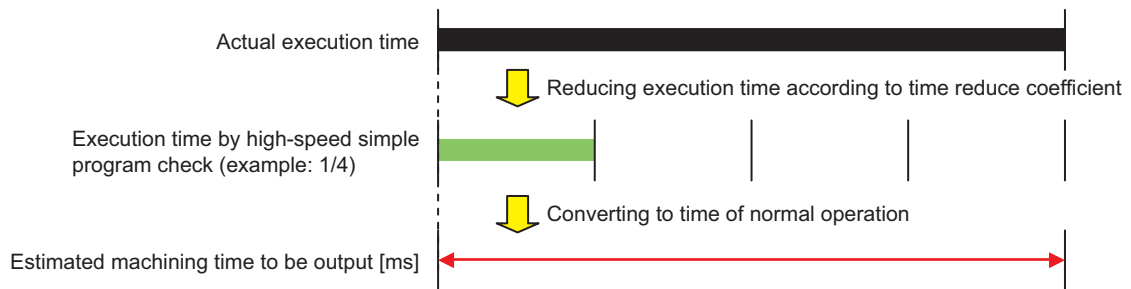 Actual execution time
Reducing execution time according to time reduce coefficient
Execution time by high-speed simple
program check (example: 1/4)
Converting to time of normal operation
Estimated machining time to be output [ms]